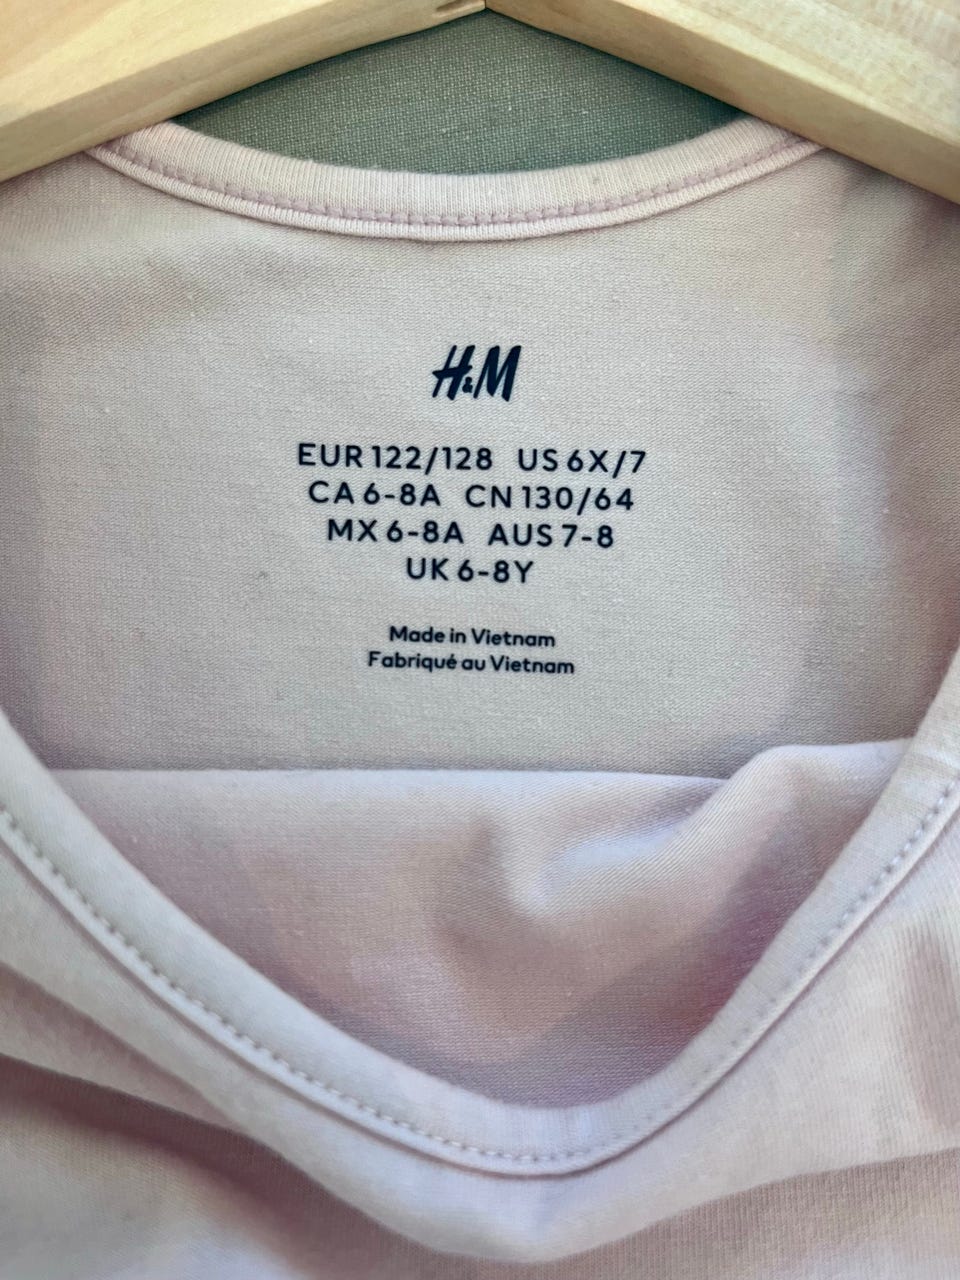 H&M
EUR 122/128 US 6X/7
CA 6-8A CN 130/64
MX 6-8A AUS 7-8
UK 6-8Y
Made in Vietnam
Fabriqué au Vietnam